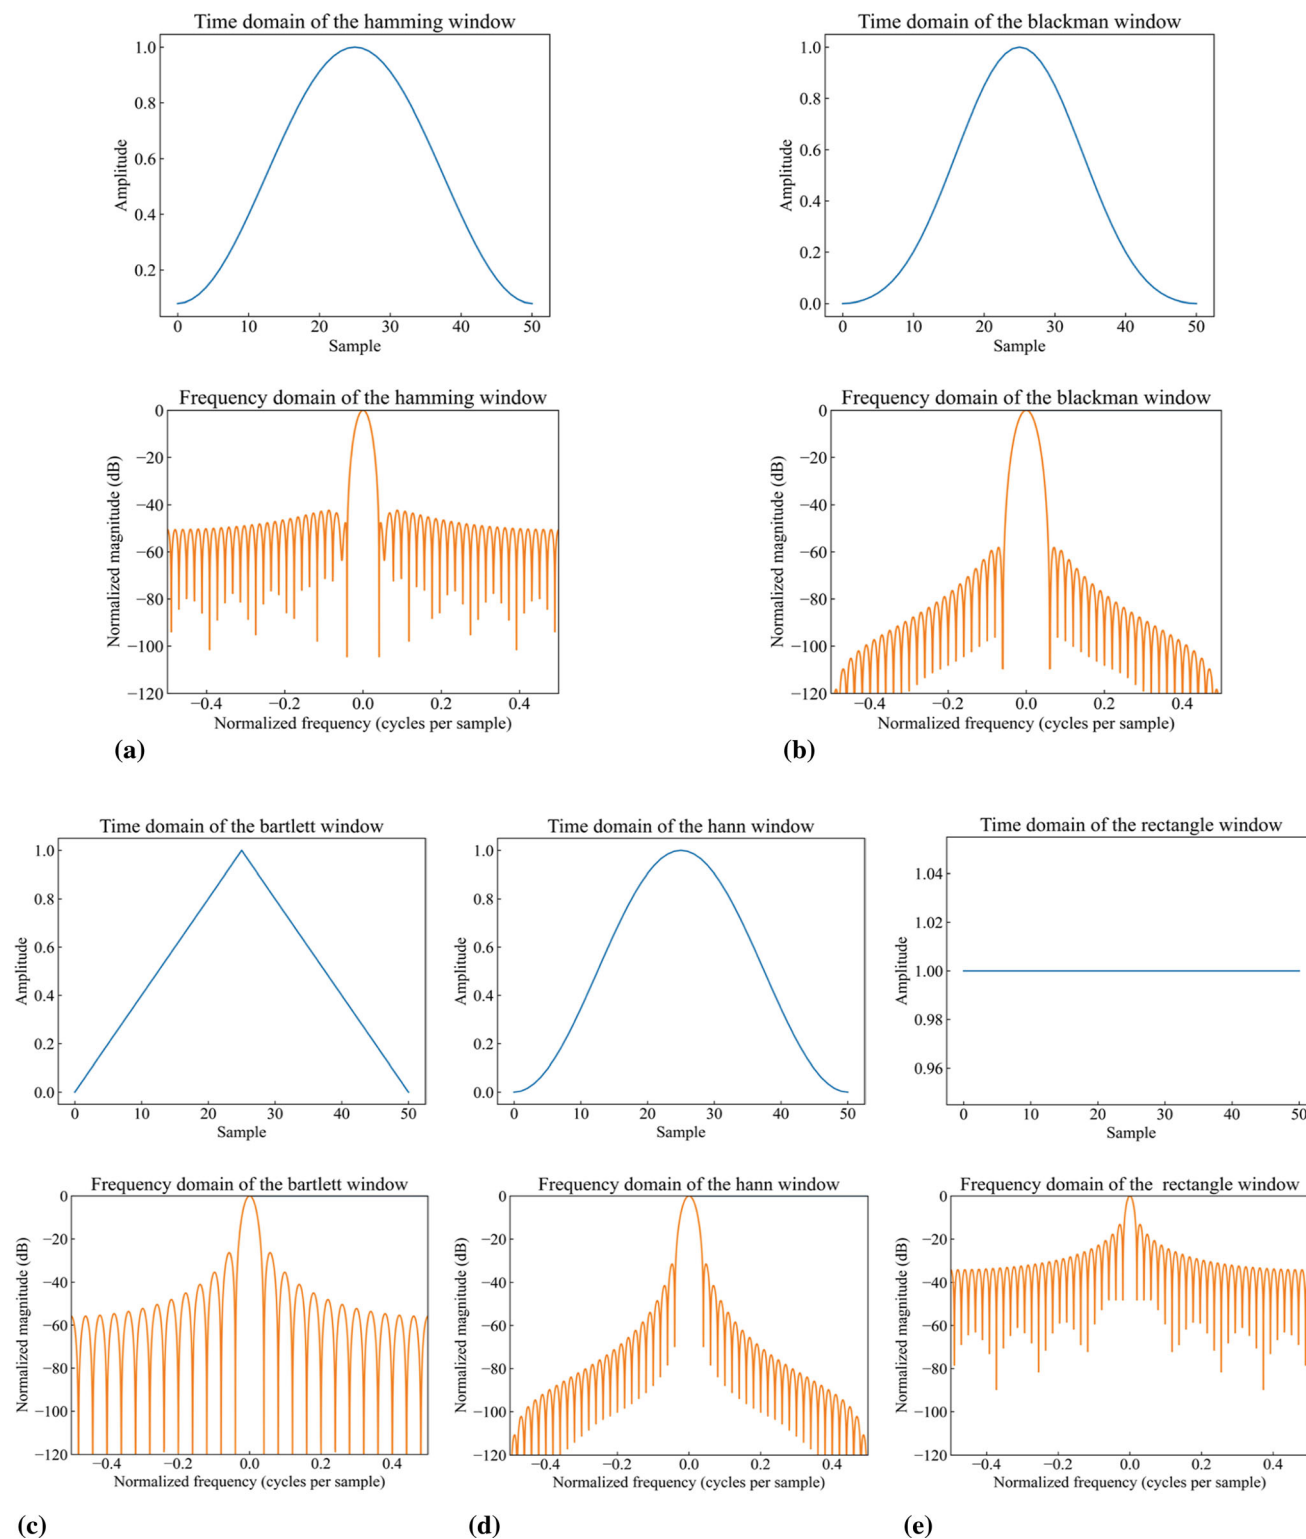 Time domain of the hamming window
1.0
0.8
0.6
0.4
0.2
Amplitude
0 10 20 30 40 50
Sample
Time domain of the blackman window
1.0
0.8
0.6
0.4
0.2
0.0
Amplitude
0 10 20 30 40 50
Sample
Frequency domain of the hamming window
0
−20
−40
−60
−80
−100
−120
Normalized magnitude (dB)
−0.4 −0.2 0.0 0.2 0.4
Normalized frequency (cycles per sample)
(a)
Frequency domain of the blackman window
0
−20
−40
−60
−80
−100
−120
Normalized magnitude (dB)
−0.4 −0.2 0.0 0.2 0.4
Normalized frequency (cycles per sample)
(b)
Time domain of the bartlett window
1.0
0.8
0.6
0.4
0.2
0.0
Amplitude
0 10 20 30 40 50
Sample
Time domain of the hann window
1.0
0.8
0.6
0.4
0.2
0.0
Amplitude
0 10 20 30 40 50
Sample
Time domain of the rectangle window
1.04
1.02
1.00
0.98
0.96
Amplitude
0 10 20 30 40 50
Sample
Frequency domain of the bartlett window
0
−20
−40
−60
−80
−100
−120
Normalized magnitude (dB)
−0.4 −0.2 0.0 0.2 0.4
Normalized frequency (cycles per sample)
(c)
Frequency domain of the hann window
0
−20
−40
−60
−80
−100
−120
Normalized magnitude (dB)
−0.4 −0.2 0.0 0.2 0.4
Normalized frequency (cycles per sample)
(d)
Frequency domain of the rectangle window
0
−20
−40
−60
−80
−100
−120
Normalized magnitude (dB)
−0.4 −0.2 0.0 0.2 0.4
Normalized frequency (cycles per sample)
(e)